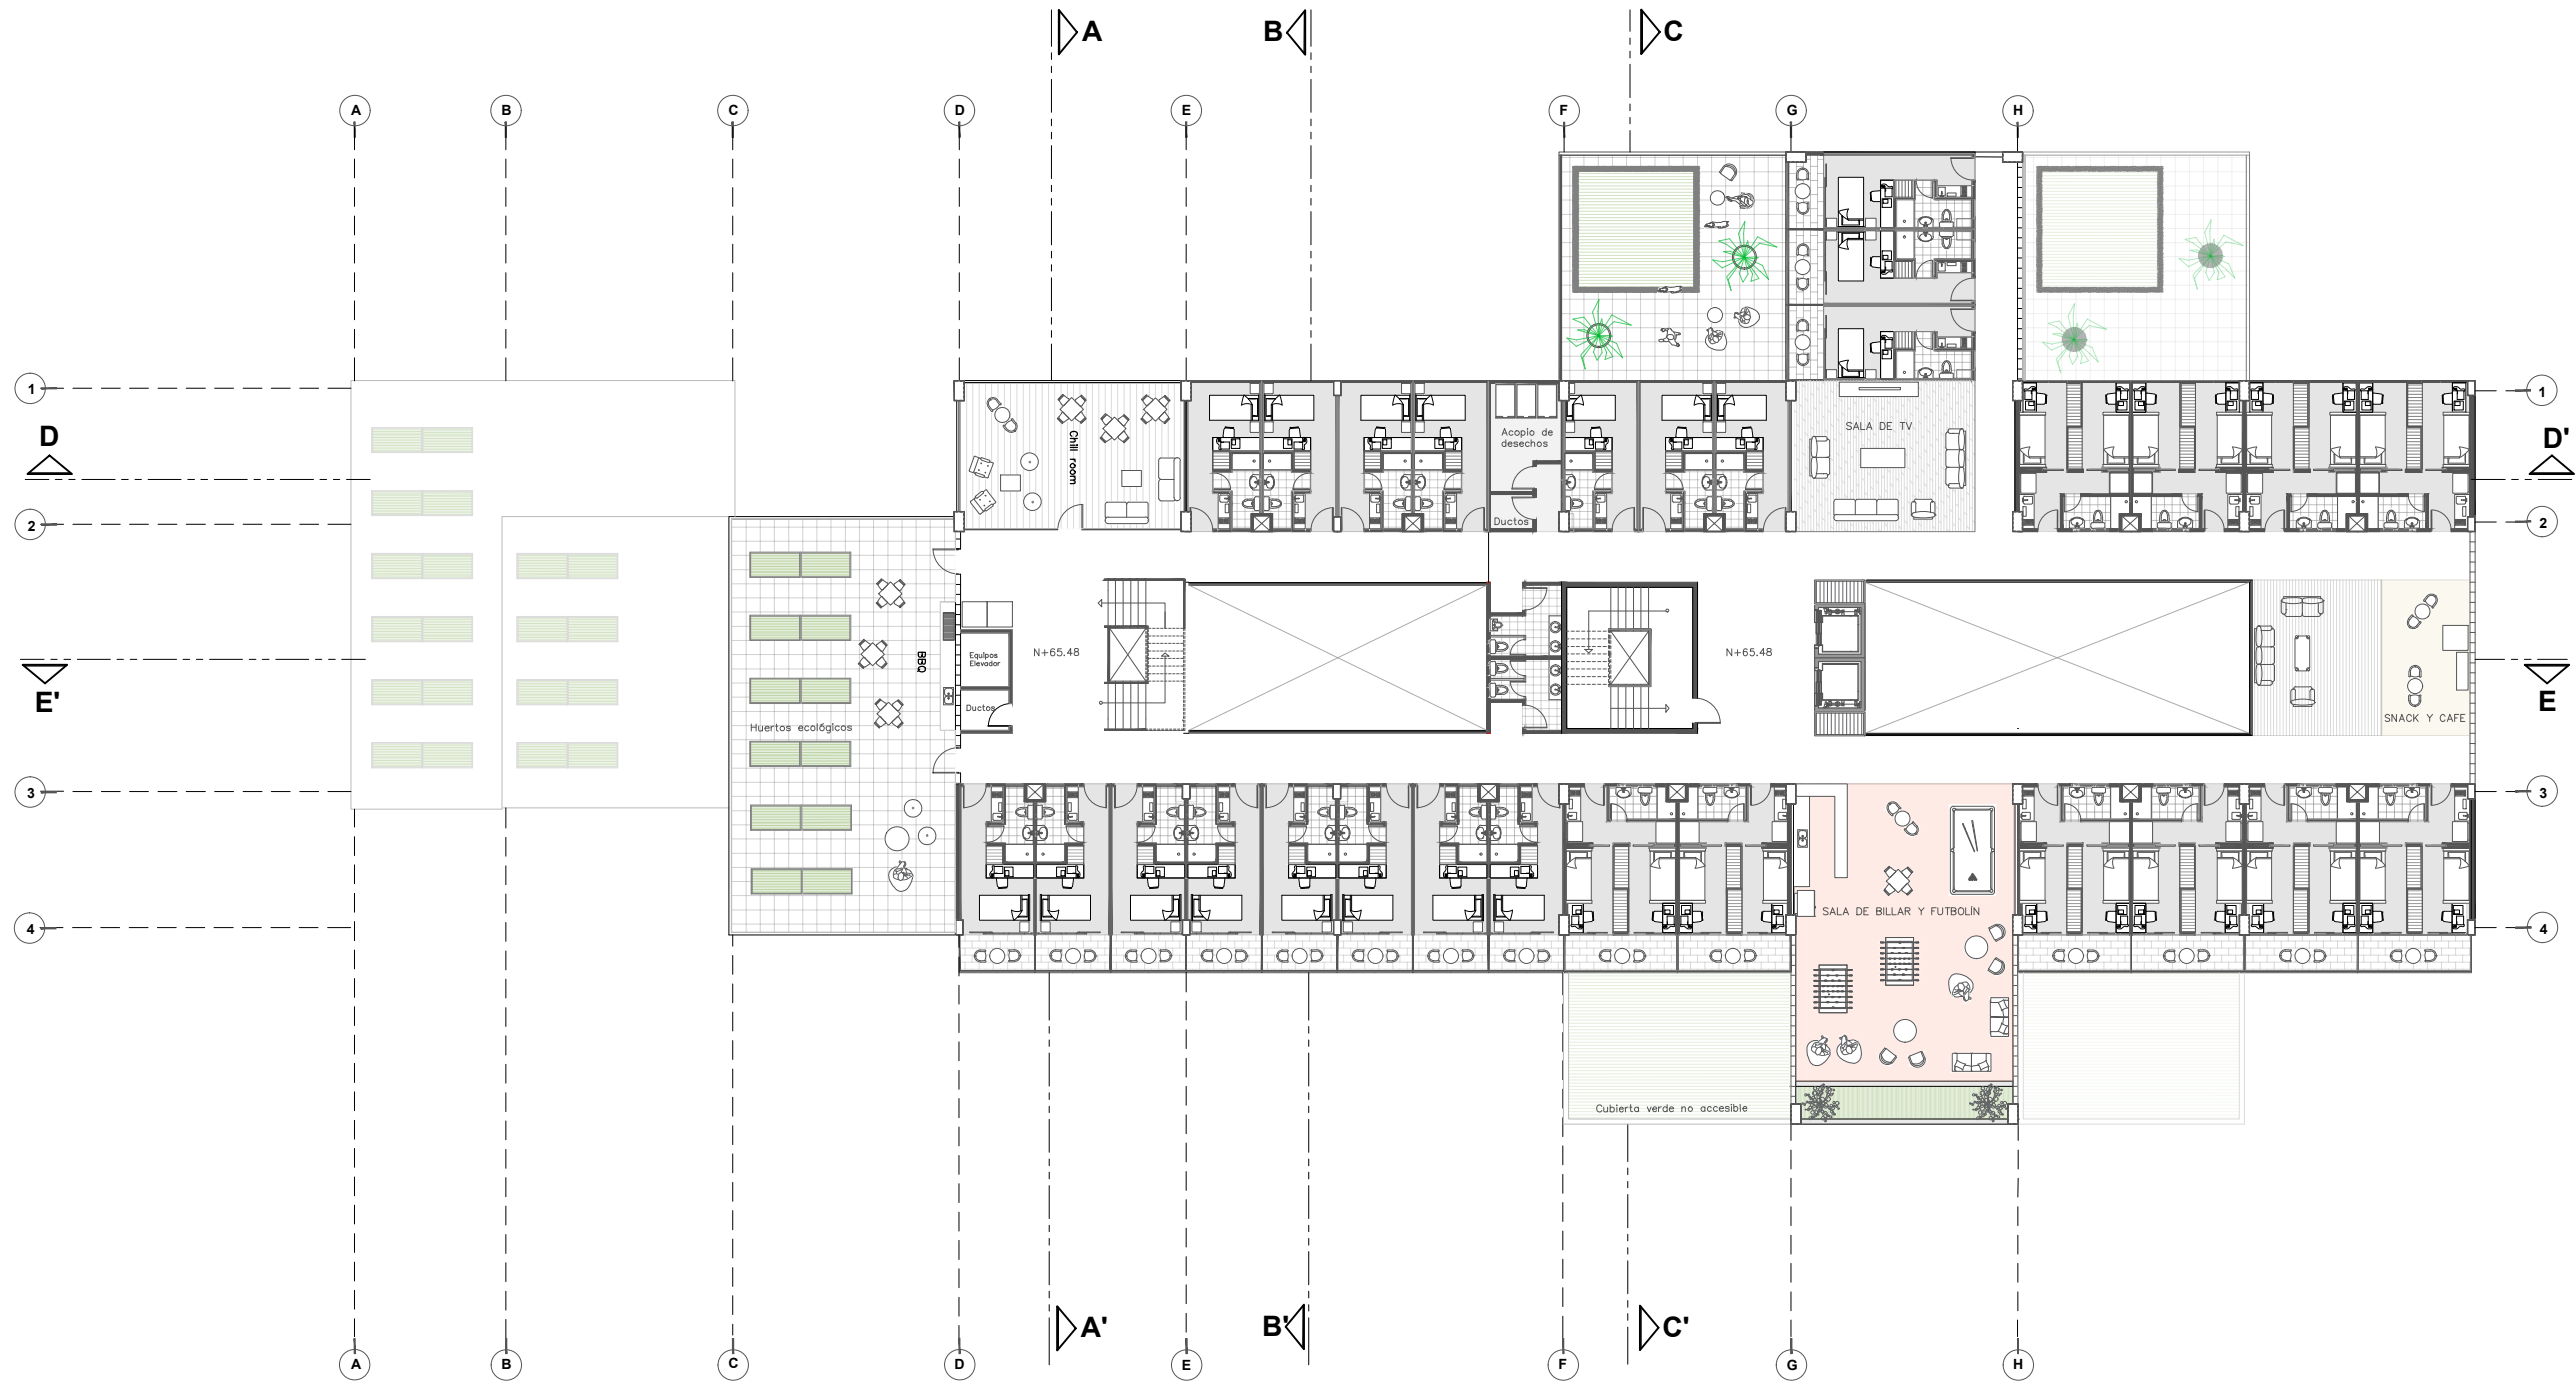 A
B
C
A
B
C
D
E
F
G
H
1
1
D
D'
Chill room
Acopio de
desechos
SALA DE TV
2
2
Ductos
BBQ
Equipos
Elevador
N+65.48
N+65.48
E'
E
Ductos
Huertos ecológicos
SNACK Y CAFE
3
3
SALA DE BILLAR Y FUTBOLÍN
4
4
Cubierta verde no accesible
A'
B'
C'
A
B
C
D
E
F
G
H